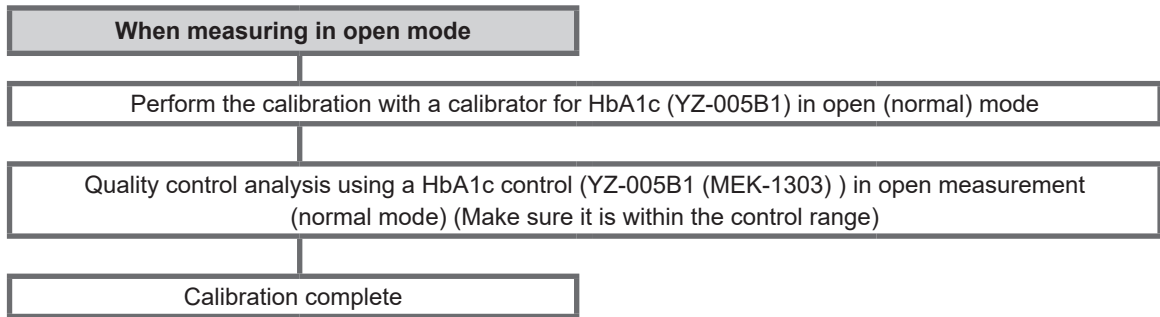 When measuring in open mode
Perform the calibration with a calibrator for HbA1c (YZ-005B1) in open (normal) mode
Quality control analysis using a HbA1c control (YZ-005B1 (MEK-1303) ) in open measurement
(normal mode) (Make sure it is within the control range)
Calibration complete